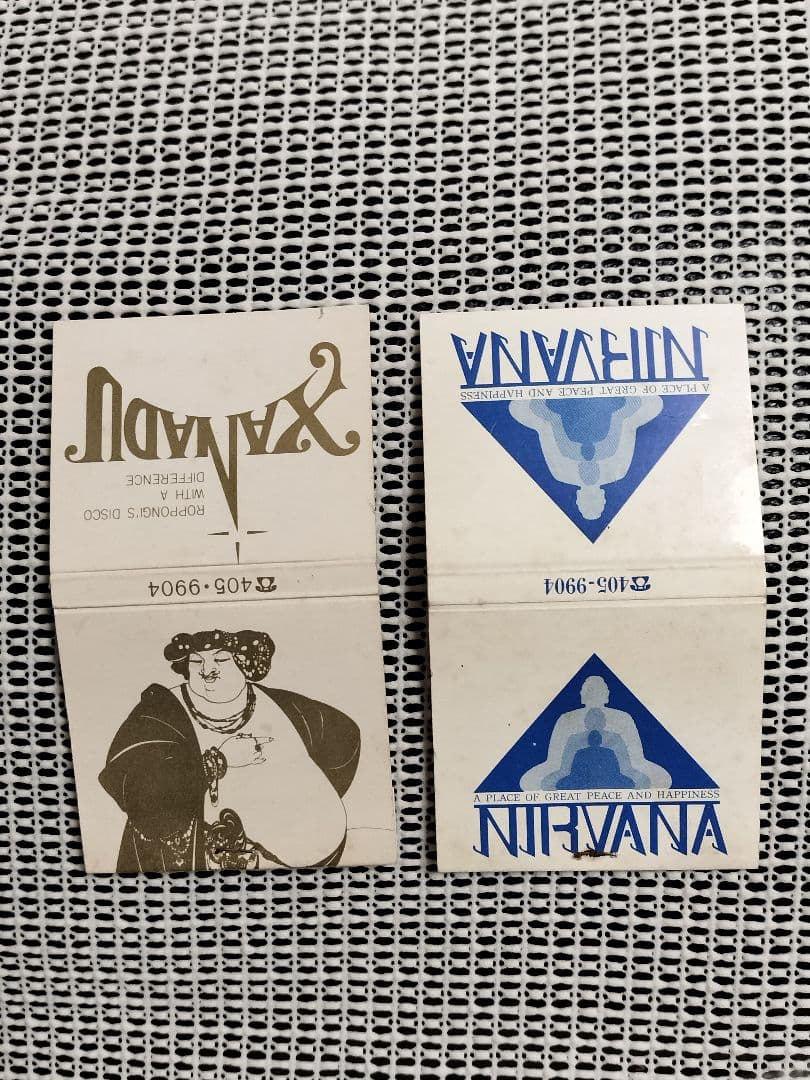 XANADU
ROPPONGI'S DISCO
WITH A
DIFFERENCE
☎405・9904
NIRVANA
A PLACE OF GREAT PEACE AND HAPPINESS
☎405-9904
A PLACE OF GREAT PEACE AND HAPPINESS
NIRVANA